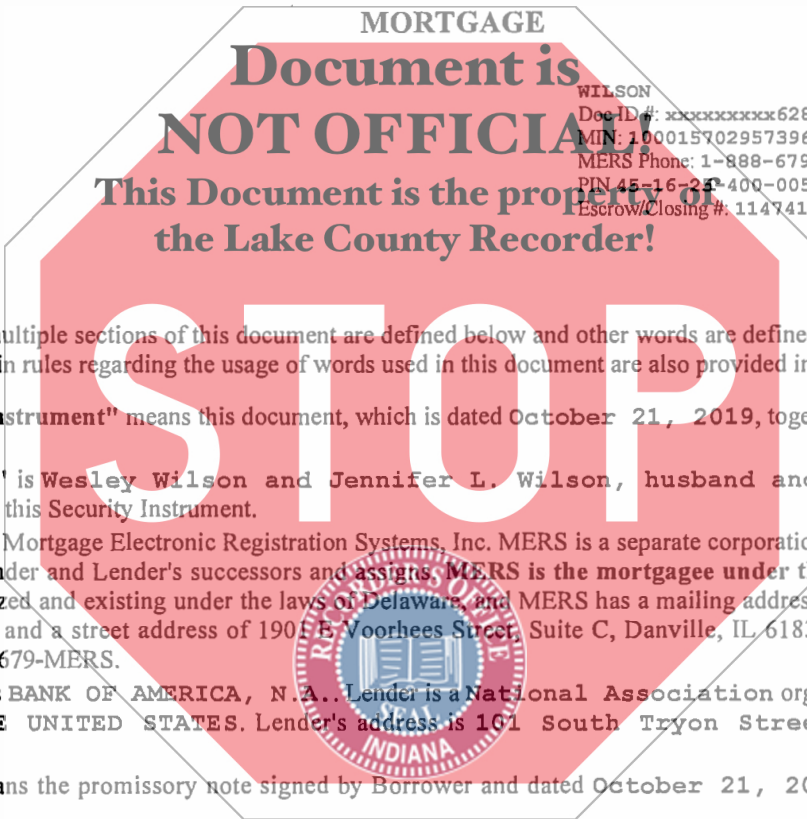 MORTGAGE
Document is
NOT OFFICIAL!
This Document is the property of
the Lake County Recorder!
WILSON
Doc ID #: xxxxxxxxx628
MIN: 100015702957396
MERS Phone: 1-888-679
PIN 45-16-25-400-005
Escrow/Closing #: 114741
STOP
ultiple sections of this document are defined below and other words are define
in rules regarding the usage of words used in this document are also provided in
strument" means this document, which is dated October 21, 2019, toge
" is Wesley Wilson and Jennifer L. Wilson, husband and
this Security Instrument.
Mortgage Electronic Registration Systems, Inc. MERS is a separate corporatio
der and Lender's successors and assigns. MERS is the mortgagee under t
zed and existing under the laws of Delaware, and MERS has a mailing addres
and a street address of 1901 E Voorhees Street, Suite C, Danville, IL 618
679-MERS.
BANK OF AMERICA, N.A.. Lender is a National Association org
E UNITED STATES. Lender's address is 101 South Tryon Stree
ns the promissory note signed by Borrower and dated October 21, 20
RECORDER'S OFFICE
SEAL
INDIANA